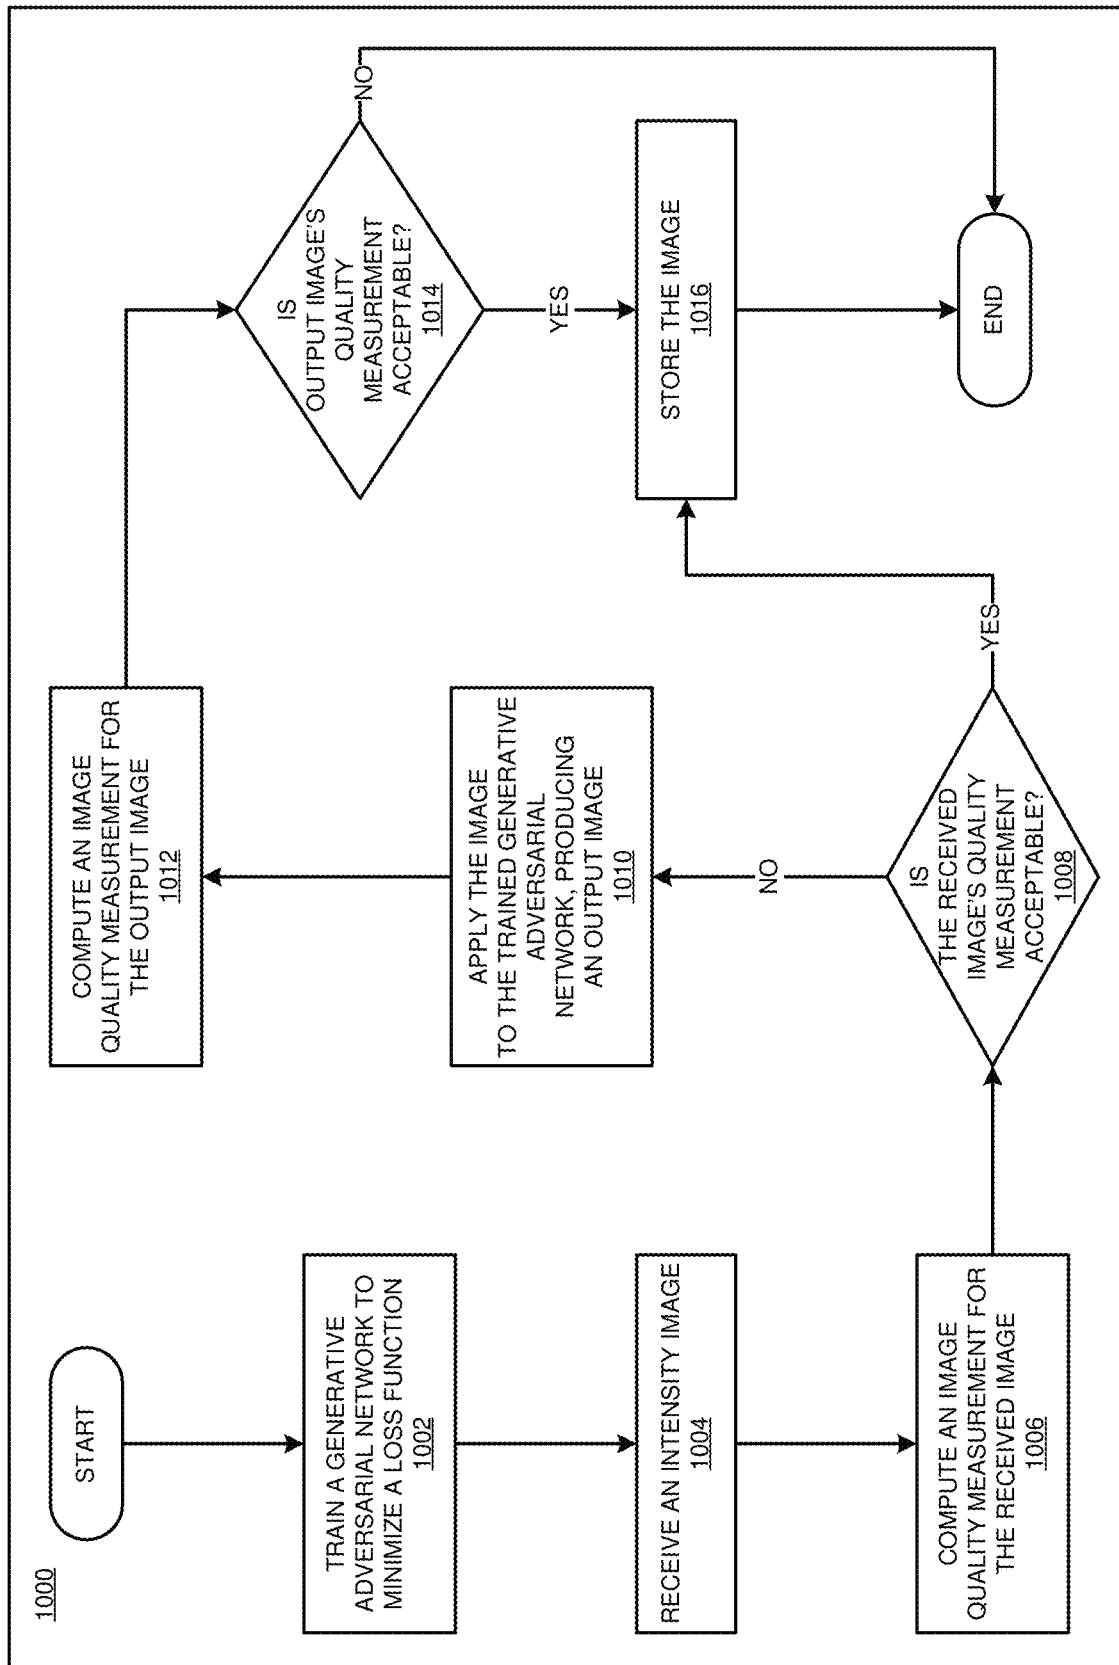 1000
START
TRAIN A GENERATIVE
ADVERSARIAL NETWORK TO
MINIMIZE A LOSS FUNCTION
1002
RECEIVE AN INTENSITY IMAGE
1004
COMPUTE AN IMAGE
QUALITY MEASUREMENT FOR
THE RECEIVED IMAGE
1006
IS
THE RECEIVED
IMAGE'S QUALITY
MEASUREMENT
ACCEPTABLE?
1008
NO
YES
APPLY THE IMAGE
TO THE TRAINED GENERATIVE
ADVERSARIAL
NETWORK, PRODUCING
AN OUTPUT IMAGE
1010
COMPUTE AN IMAGE
QUALITY MEASUREMENT FOR
THE OUTPUT IMAGE
1012
IS
OUTPUT IMAGE'S
QUALITY
MEASUREMENT
ACCEPTABLE?
1014
NO
YES
STORE THE IMAGE
1016
END